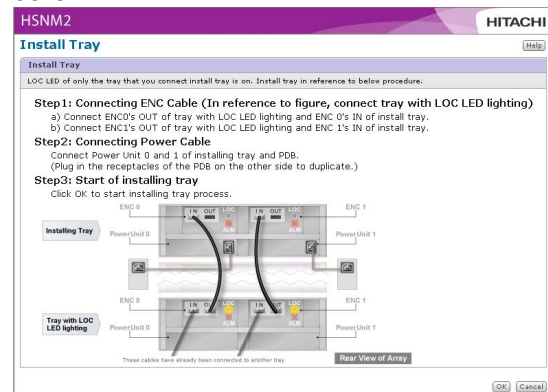 HSNM2
HITACHI
Install Tray
Help
Install Tray
LOC LED of only the tray that you connect install tray is on. Install tray in reference to below procedure.
Step1: Connecting ENC Cable (In reference to figure, connect tray with LOC LED lighting)
a) Connect ENC0's OUT of tray with LOC LED lighting and ENC 0's IN of install tray.
b) Connect ENC1's OUT of tray with LOC LED lighting and ENC 1's IN of install tray.
Step2: Connecting Power Cable
Connect Power Unit 0 and 1 of installing tray and PDB.
(Plug in the receptacles of the PDB on the other side to duplicate.)
Step3: Start of installing tray
Click OK to start installing tray process.
ENC 0
IN OUT LOC
IN OUT LOC
ENC 1
ALM
ALM
Installing Tray
PowerUnit 0
PowerUnit 1
ENC 0
IN OUT LOC
IN OUT LOC
ENC 1
ALM
ALM
Tray with LOC
LED lighting
PowerUnit 0
PowerUnit 1
These cables have already been connected to another tray
Rear View of Array
OK
Cancel